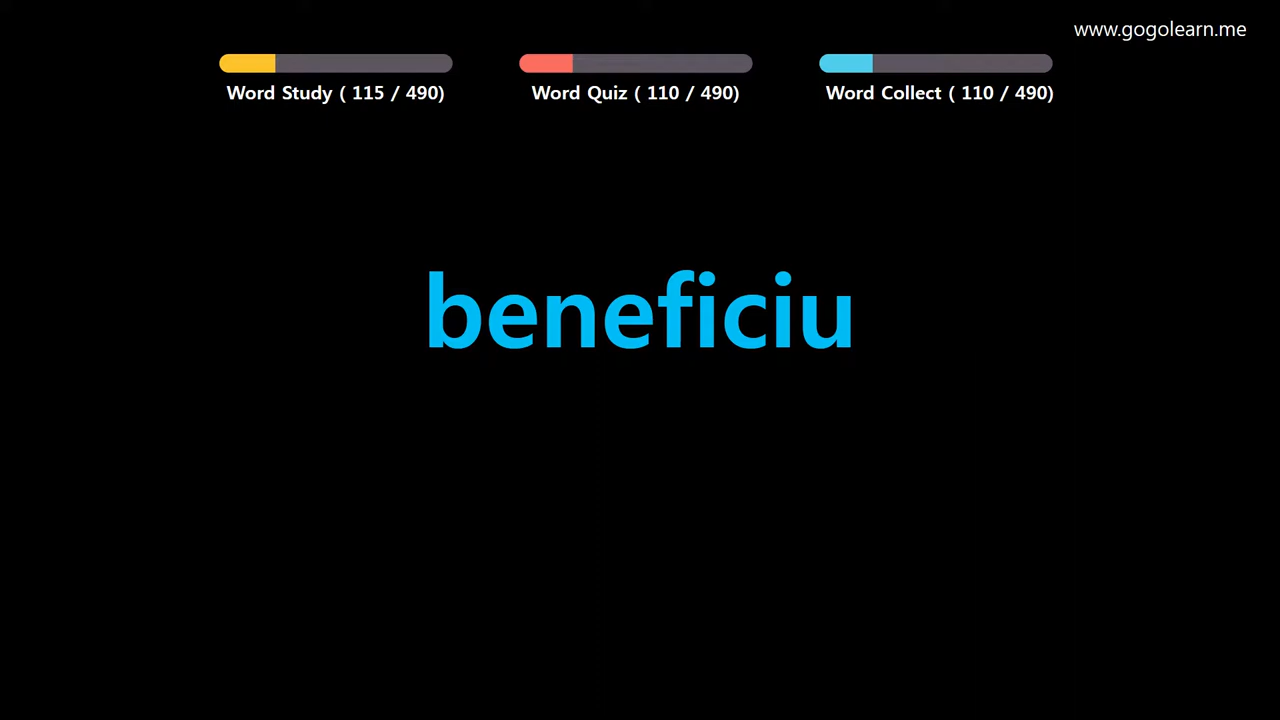 www.gogolearn.me
Word Study ( 115 / 490)
Word Quiz ( 110 / 490)
Word Collect ( 110 / 490)
beneficiu